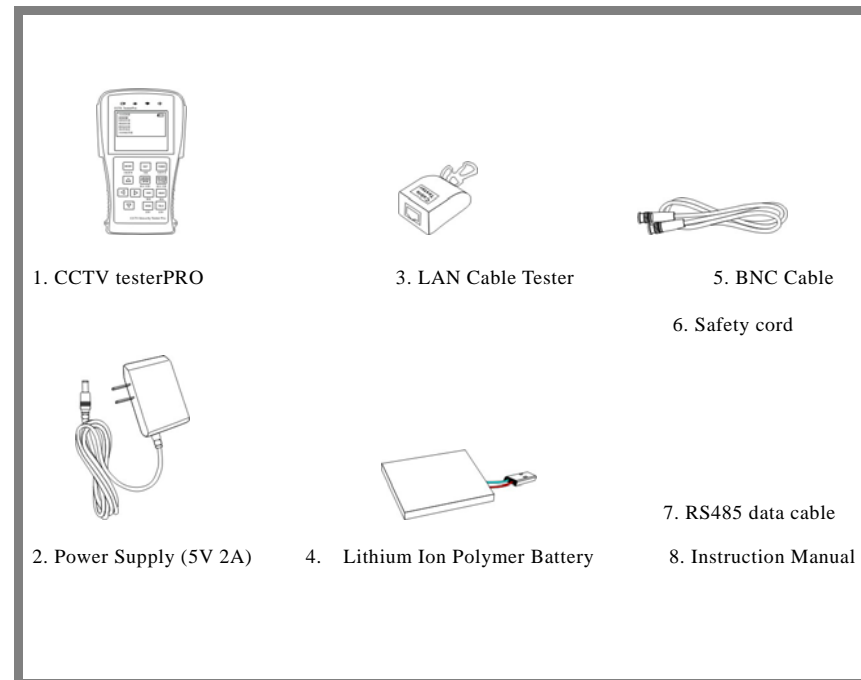 1. CCTV testerPRO
3. LAN Cable Tester
5. BNC Cable
6. Safety cord
7. RS485 data cable
2. Power Supply (5V 2A)
4. Lithium Ion Polymer Battery
8. Instruction Manual